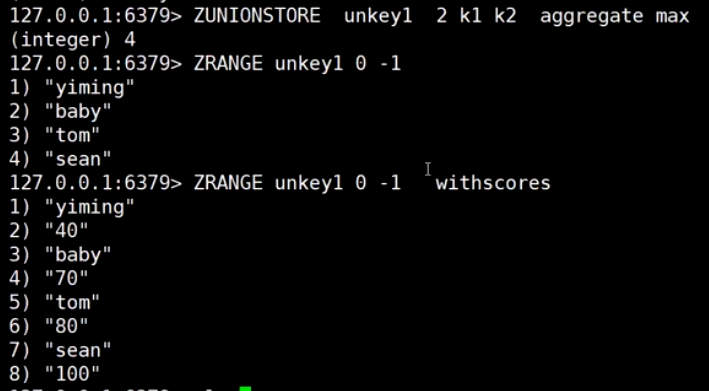 127.0.0.1:6379> ZUNIONSTORE  unkey1  2 k1 k2  aggregate max
(integer) 4
127.0.0.1:6379> ZRANGE unkey1 0 -1
1) "yiming"
2) "baby"
3) "tom"
4) "sean"
127.0.0.1:6379> ZRANGE unkey1 0 -1   withscores
1) "yiming"
2) "40"
3) "baby"
4) "70"
5) "tom"
6) "80"
7) "sean"
8) "100"